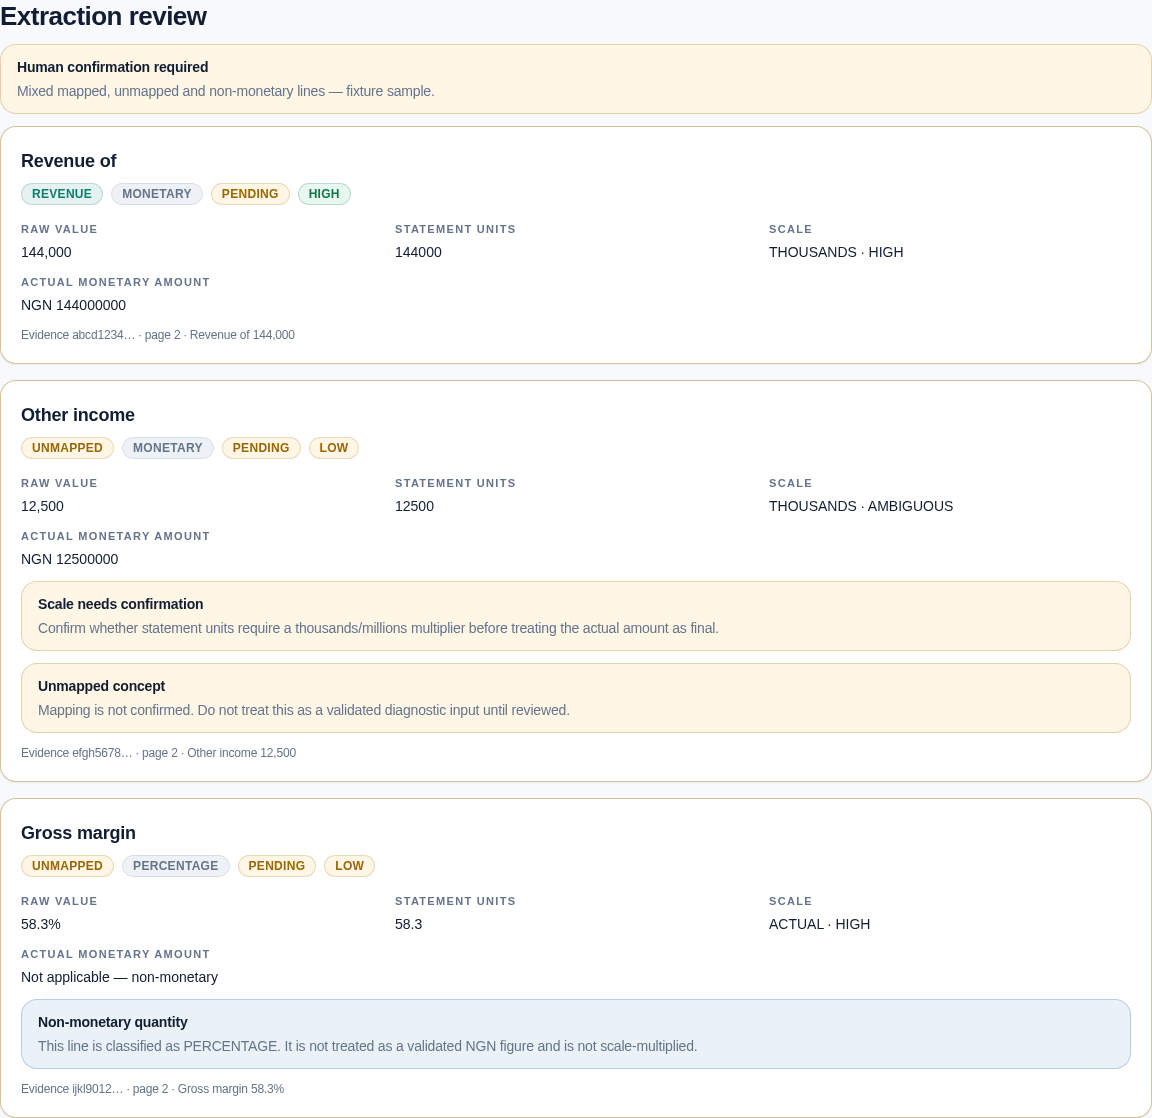 Extraction review
Human confirmation required
Mixed mapped, unmapped and non-monetary lines — fixture sample.
Revenue of
REVENUE MONETARY PENDING HIGH
RAW VALUE STATEMENT UNITS SCALE
144,000 144000 THOUSANDS · HIGH
ACTUAL MONETARY AMOUNT
NGN 144000000
Evidence abcd1234… · page 2 · Revenue of 144,000
Other income
UNMAPPED MONETARY PENDING LOW
RAW VALUE STATEMENT UNITS SCALE
12,500 12500 THOUSANDS · AMBIGUOUS
ACTUAL MONETARY AMOUNT
NGN 12500000
Scale needs confirmation
Confirm whether statement units require a thousands/millions multiplier before treating the actual amount as final.
Unmapped concept
Mapping is not confirmed. Do not treat this as a validated diagnostic input until reviewed.
Evidence efgh5678… · page 2 · Other income 12,500
Gross margin
UNMAPPED PERCENTAGE PENDING LOW
RAW VALUE STATEMENT UNITS SCALE
58.3% 58.3 ACTUAL · HIGH
ACTUAL MONETARY AMOUNT
Not applicable — non-monetary
Non-monetary quantity
This line is classified as PERCENTAGE. It is not treated as a validated NGN figure and is not scale-multiplied.
Evidence ijkl9012… · page 2 · Gross margin 58.3%